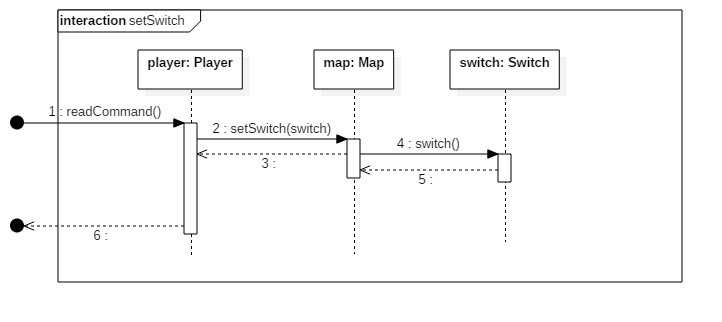 interaction setSwitch
player: Player
map: Map
switch: Switch
1 : readCommand()
2 : setSwitch(switch)
3 :
4 : switch()
5 :
6 :